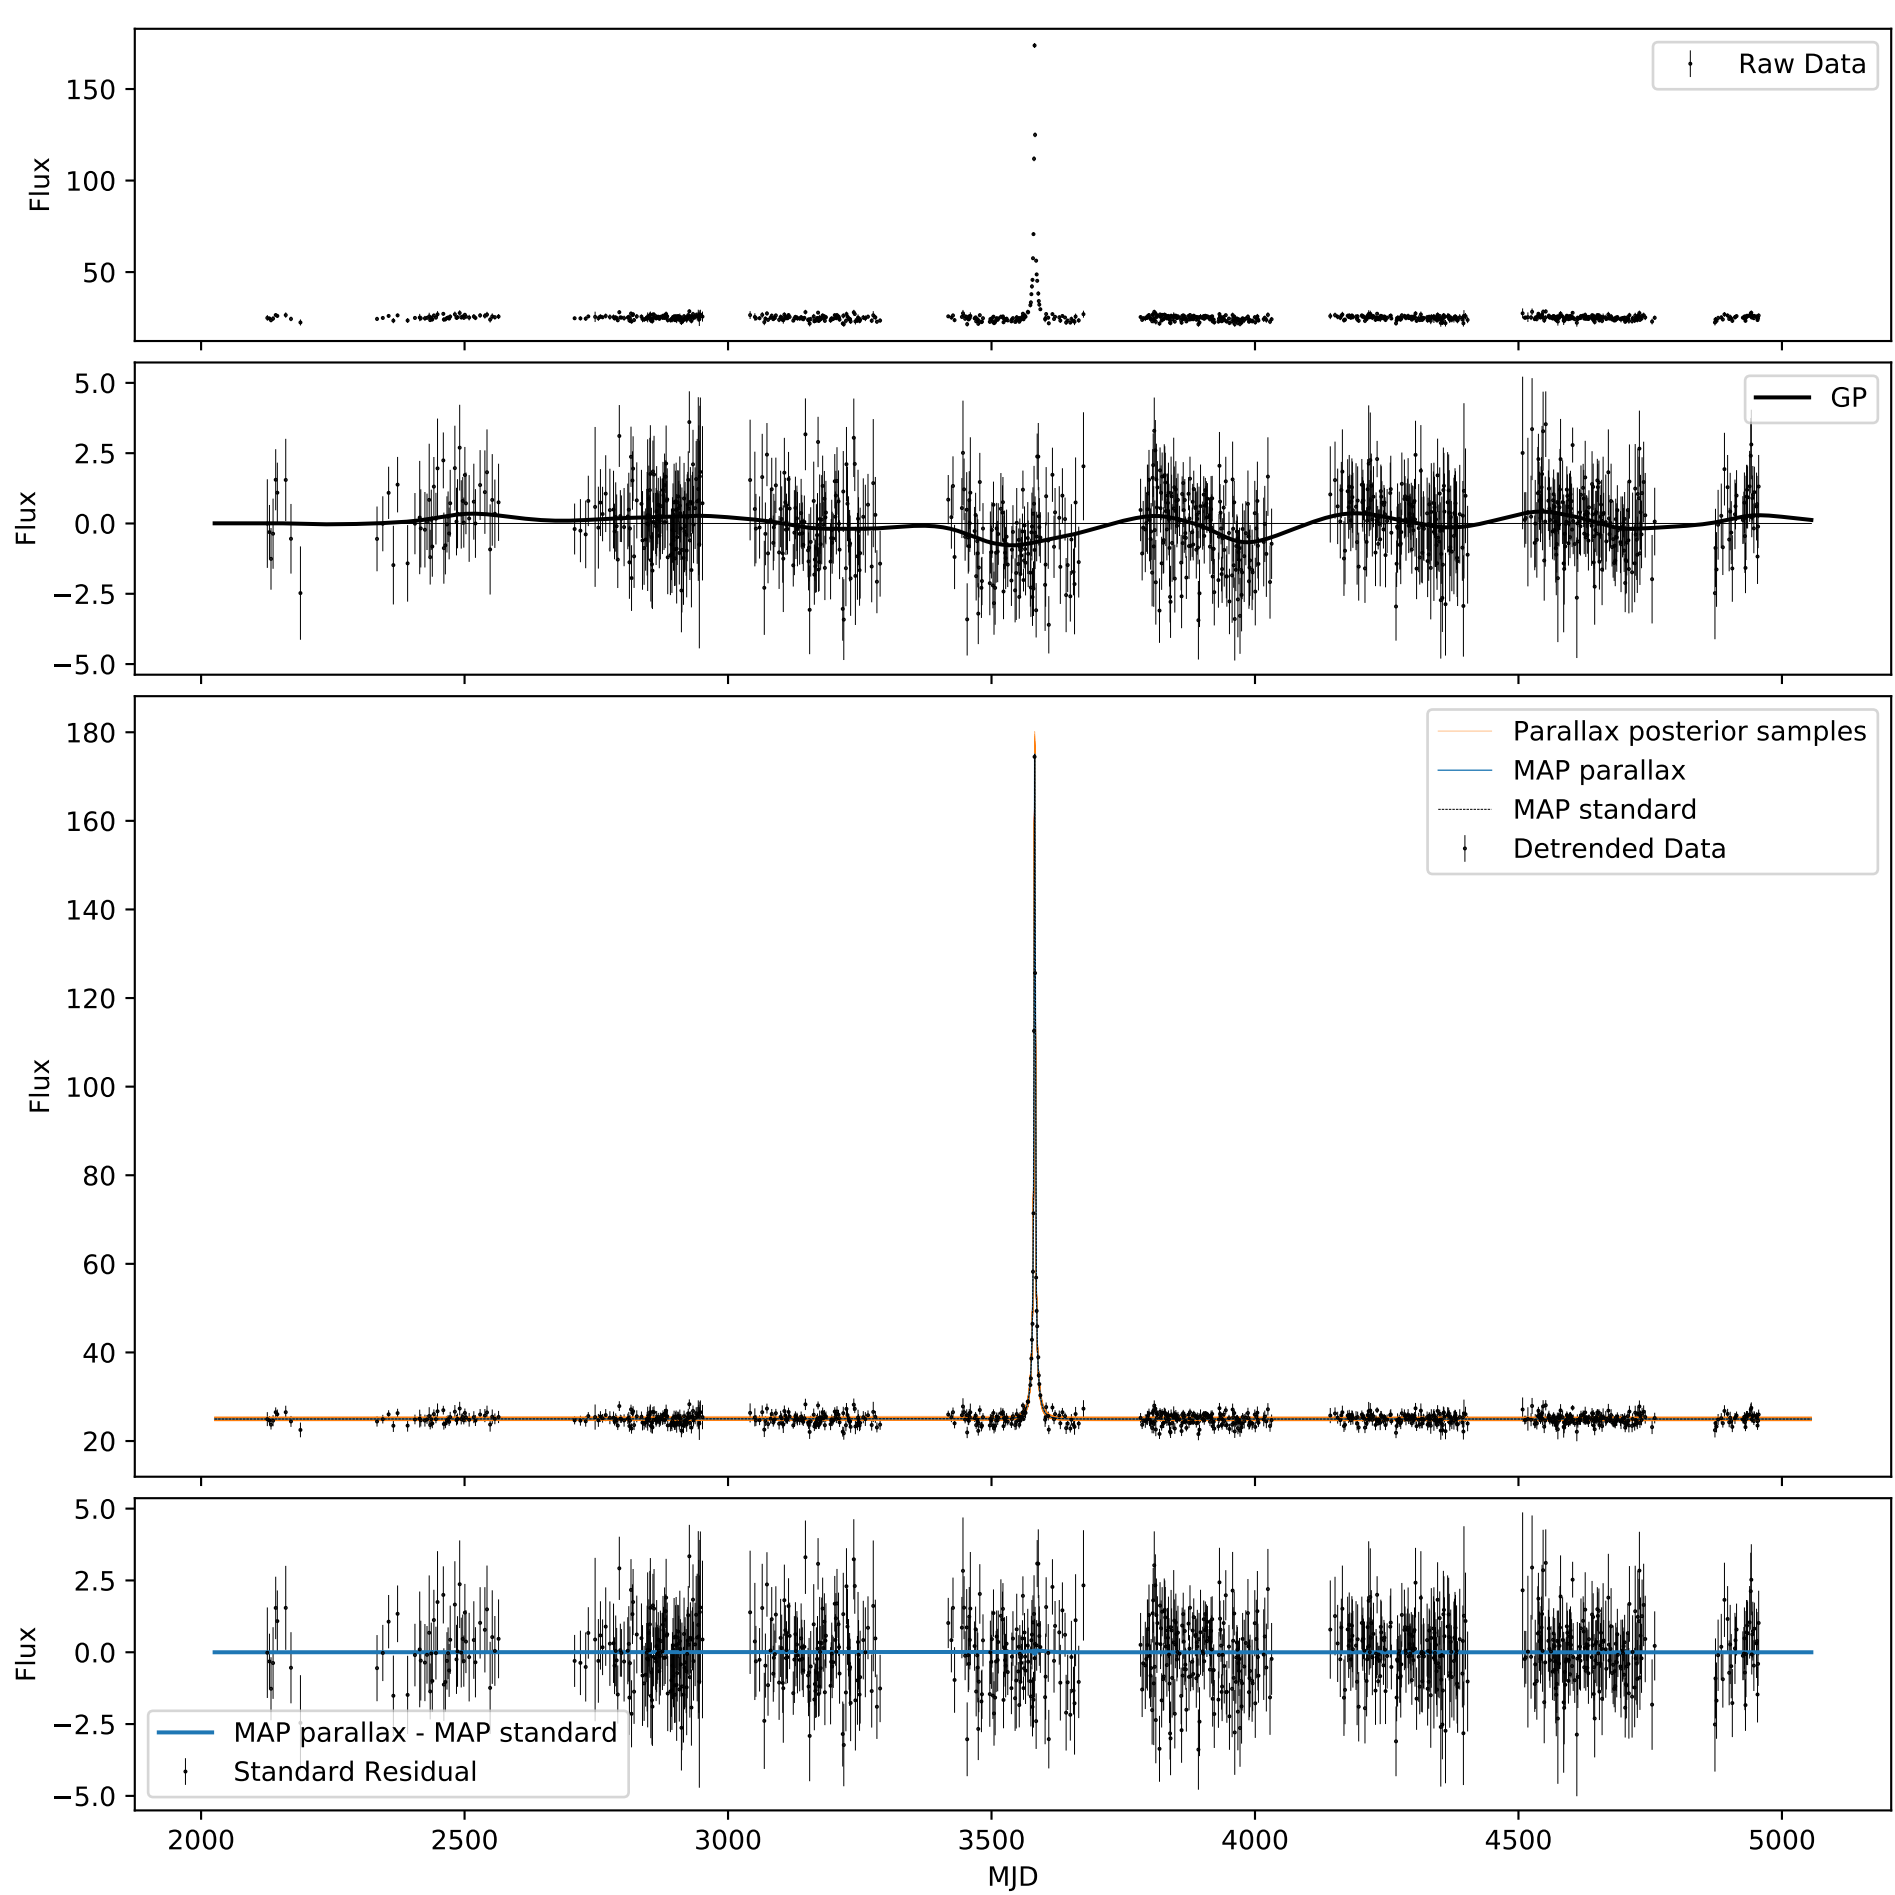 Raw Data
150
100
50
Flux
GP
5.0
2.5
0.0
−2.5
−5.0
Flux
Parallax posterior samples
MAP parallax
MAP standard
Detrended Data
180
160
140
120
100
80
60
40
20
Flux
5.0
2.5
0.0
−2.5
−5.0
Flux
MAP parallax - MAP standard
Standard Residual
2000 2500 3000 3500 4000 4500 5000
MJD